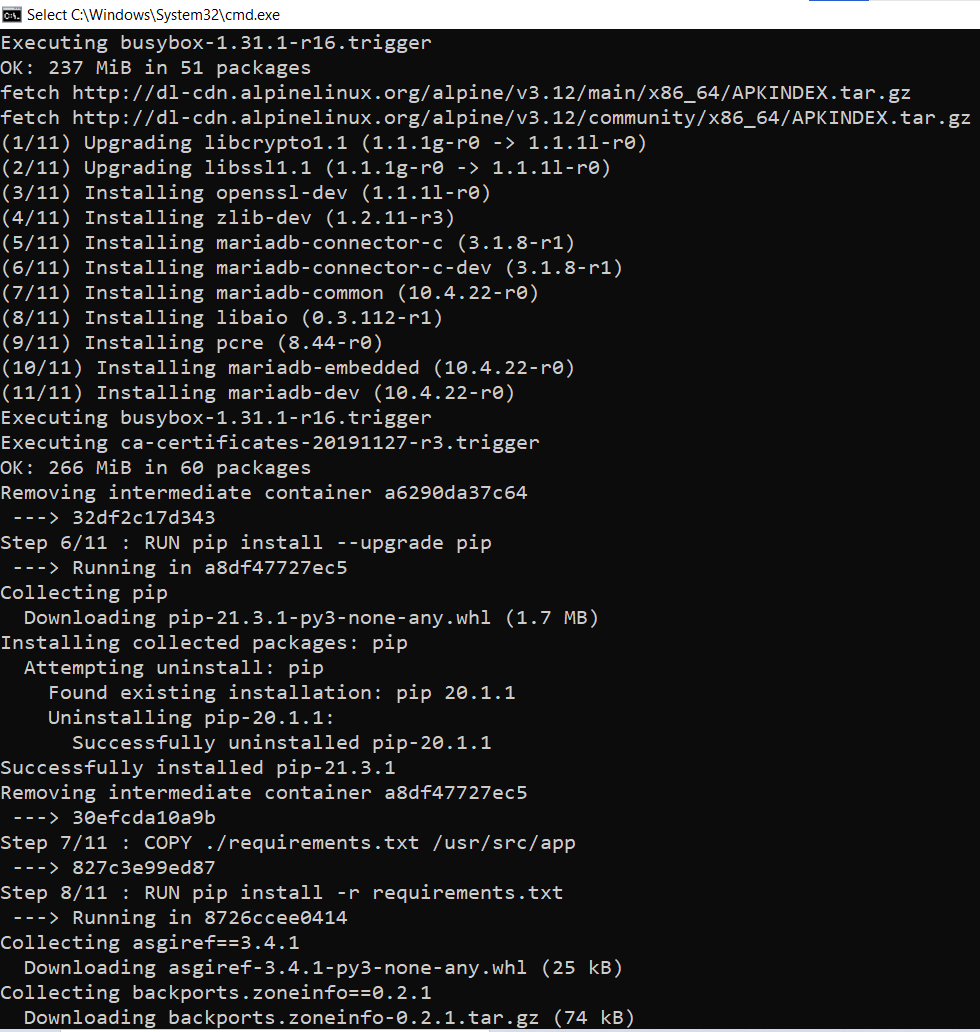 Select C:\Windows\System32\cmd.exe
Executing busybox-1.31.1-r16.trigger
OK: 237 MiB in 51 packages
fetch http://dl-cdn.alpinelinux.org/alpine/v3.12/main/x86_64/APKINDEX.tar.gz
fetch http://dl-cdn.alpinelinux.org/alpine/v3.12/community/x86_64/APKINDEX.tar.gz
(1/11) Upgrading libcrypto1.1 (1.1.1g-r0 -> 1.1.1l-r0)
(2/11) Upgrading libssl1.1 (1.1.1g-r0 -> 1.1.1l-r0)
(3/11) Installing openssl-dev (1.1.1l-r0)
(4/11) Installing zlib-dev (1.2.11-r3)
(5/11) Installing mariadb-connector-c (3.1.8-r1)
(6/11) Installing mariadb-connector-c-dev (3.1.8-r1)
(7/11) Installing mariadb-common (10.4.22-r0)
(8/11) Installing libaio (0.3.112-r1)
(9/11) Installing pcre (8.44-r0)
(10/11) Installing mariadb-embedded (10.4.22-r0)
(11/11) Installing mariadb-dev (10.4.22-r0)
Executing busybox-1.31.1-r16.trigger
Executing ca-certificates-20191127-r3.trigger
OK: 266 MiB in 60 packages
Removing intermediate container a6290da37c64
 ---> 32df2c17d343
Step 6/11 : RUN pip install --upgrade pip
 ---> Running in a8df47727ec5
Collecting pip
  Downloading pip-21.3.1-py3-none-any.whl (1.7 MB)
Installing collected packages: pip
  Attempting uninstall: pip
    Found existing installation: pip 20.1.1
    Uninstalling pip-20.1.1:
      Successfully uninstalled pip-20.1.1
Successfully installed pip-21.3.1
Removing intermediate container a8df47727ec5
 ---> 30efcda10a9b
Step 7/11 : COPY ./requirements.txt /usr/src/app
 ---> 827c3e99ed87
Step 8/11 : RUN pip install -r requirements.txt
 ---> Running in 8726ccee0414
Collecting asgiref==3.4.1
  Downloading asgiref-3.4.1-py3-none-any.whl (25 kB)
Collecting backports.zoneinfo==0.2.1
  Downloading backports.zoneinfo-0.2.1.tar.gz (74 kB)